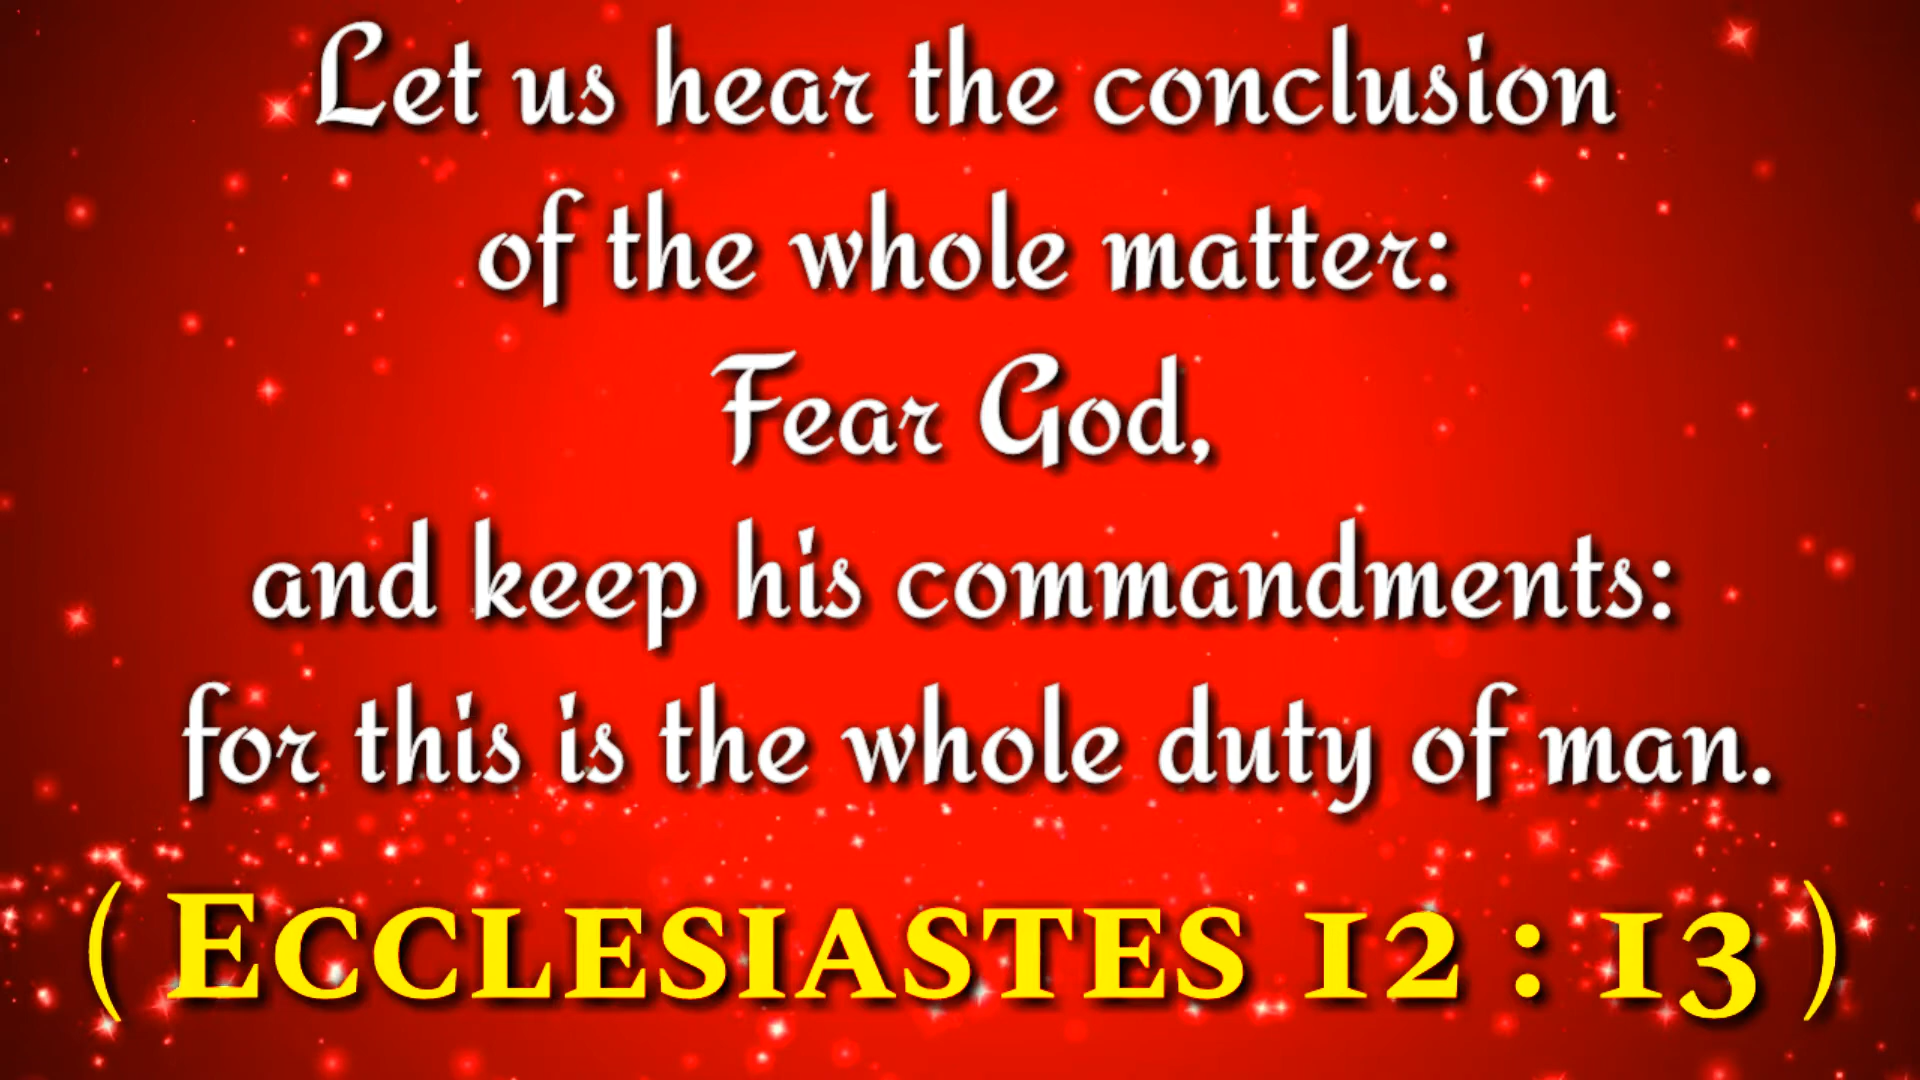 Let us hear the conclusion
of the whole matter:
Fear God,
and keep his commandments:
for this is the whole duty of man.
( ECCLESIASTES 12 : 13 )